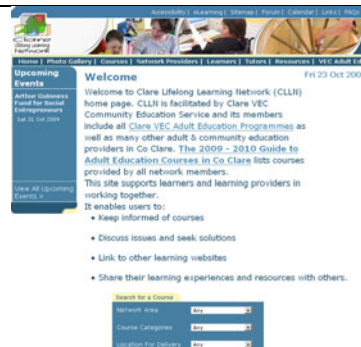 Accessibility | eLearning | Sitemap | Forum | Calendar | Links | FAQs
Clare
Lifelong Learning
Network
Home | Photo Gallery | Courses | Network Providers | Learners | Tutors | Resources | VEC Adult Ed
Upcoming
Events
Arthur Guinness
Fund for Social
Entrepreneurs
Sat 31 Oct 2009
View All Upcoming
Events >
Welcome
Fri 23 Oct 200
Welcome to Clare Lifelong Learning Network (CLLN)
home page. CLLN is facilitated by Clare VEC
Community Education Service and its members
include all Clare VEC Adult Education Programmes as
well as many other adult & community education
providers in Co Clare. The 2009 - 2010 Guide to
Adult Education Courses in Co Clare lists courses
provided by all network members.
This site supports learners and learning providers in
working together.
It enables users to:
• Keep informed of courses
• Discuss issues and seek solutions
• Link to other learning websites
• Share their learning experiences and resources with others.
Search for a Course
Network Area Any
Course Categories Any
Location For Delivery Any